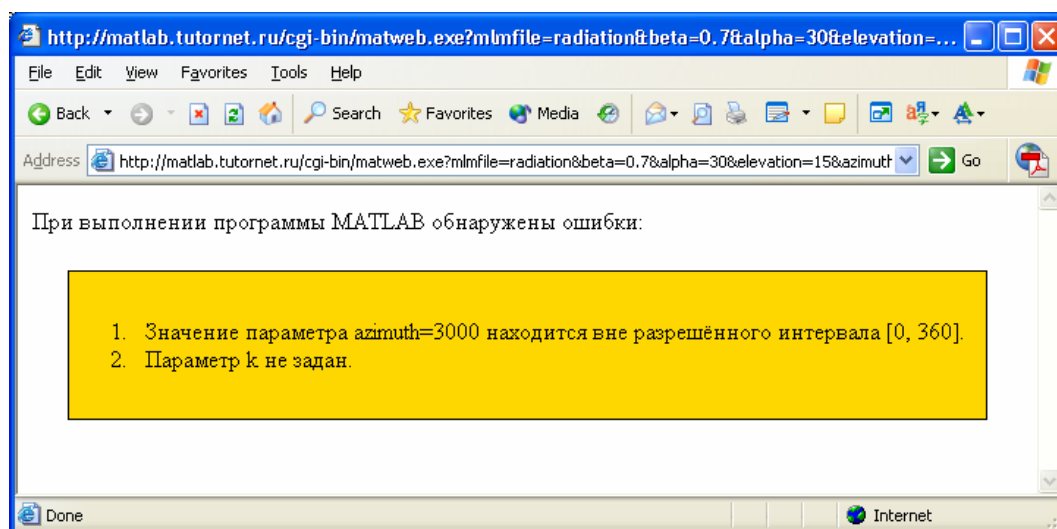 http://matlab.tutornet.ru/cgi-bin/matweb.exe?mlmfile=radiation&beta=0.7&alpha=30&elevation=...
File Edit View Favorites Tools Help
Back Search Favorites Media
Address http://matlab.tutornet.ru/cgi-bin/matweb.exe?mlmfile=radiation&beta=0.7&alpha=30&elevation=15&azimuth Go
При выполнении программы MATLAB обнаружены ошибки:
1. Значение параметра azimuth=3000 находится вне разрешённого интервала [0, 360].
2. Параметр k не задан.
Done Internet